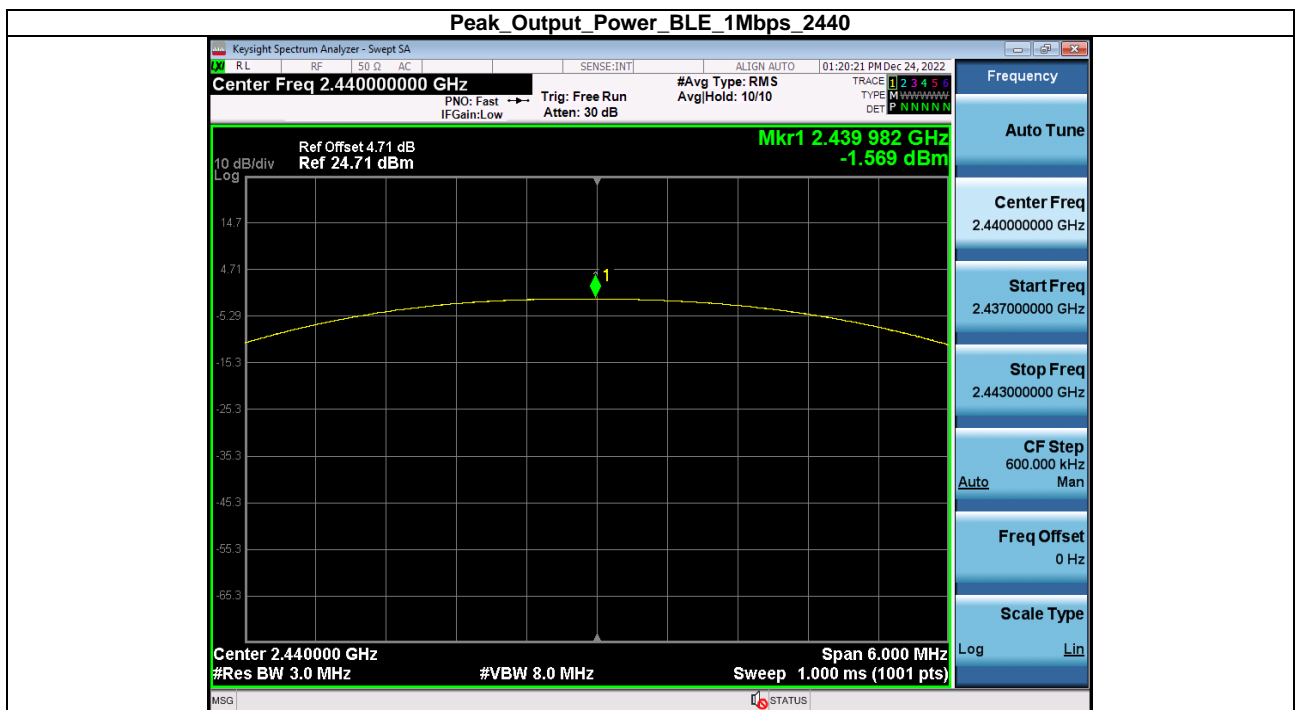 Peak_Output_Power_BLE_1Mbps_2440
Keysight Spectrum Analyzer - Swept SA
LXI RL RF 50 Ω AC SENSE:INT ALIGN AUTO 01:20:21 PM Dec 24, 2022
Center Freq 2.440000000 GHz
PNO: Fast
IFGain:Low
Trig: Free Run
Atten: 30 dB
#Avg Type: RMS
Avg|Hold: 10/10
TRACE 1 2 3 4 5 6
TYPE M WWWWW
DET P N N N N N
Mkr1 2.439 982 GHz
-1.569 dBm
Ref Offset 4.71 dB
10 dB/div Ref 24.71 dBm
Log
14.7
4.71
-5.29
-15.3
-25.3
-35.3
-45.3
-55.3
-65.3
1
Center 2.440000 GHz Span 6.000 MHz
#Res BW 3.0 MHz #VBW 8.0 MHz Sweep 1.000 ms (1001 pts)
MSG STATUS
Frequency
Auto Tune
Center Freq
2.440000000 GHz
Start Freq
2.437000000 GHz
Stop Freq
2.443000000 GHz
CF Step
600.000 kHz
Auto Man
Freq Offset
0 Hz
Scale Type
Log Lin